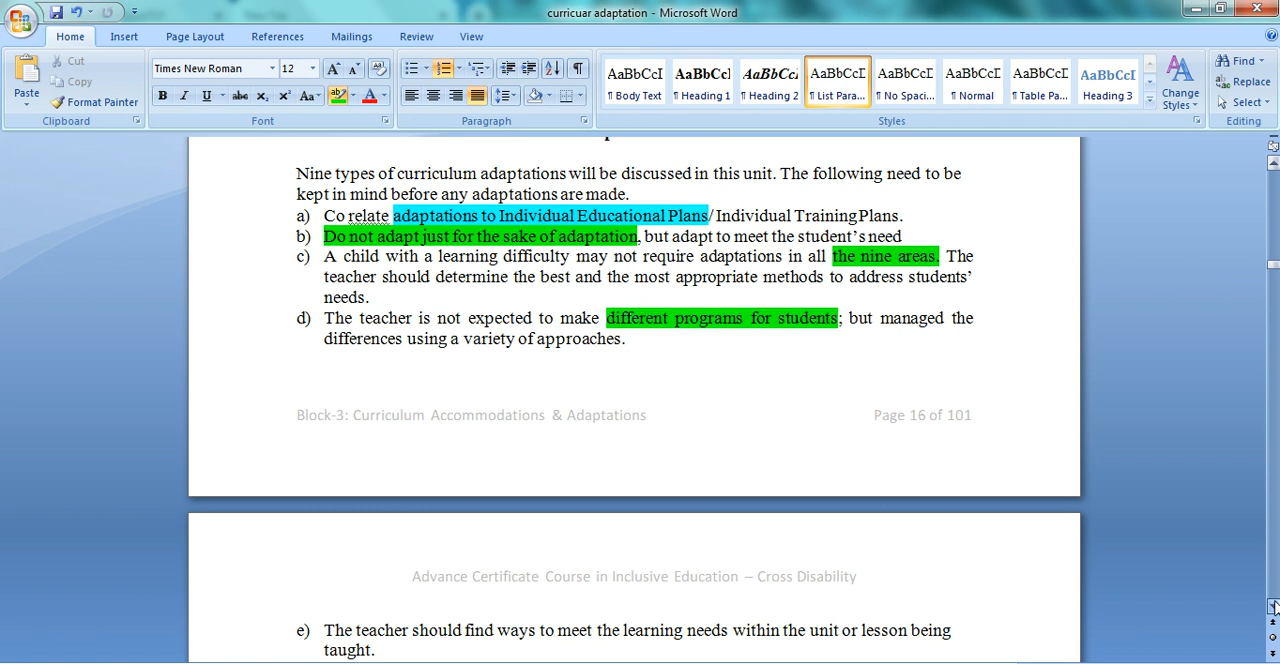 curricuar adaptation - Microsoft Word
Home Insert Page Layout References Mailings Review View
Paste
Cut
Copy
Format Painter
Clipboard
Times New Roman 12
B I U abc X₂ X² Aa
Font
Paragraph
AaBbCcI AaBbCcI AaBbCcI AaBbCcI AaBbCcI AaBbCcI AaBbCcI AaBbCcI
¶ Body Text ¶ Heading 1 ¶ Heading 2 ¶ List Para... ¶ No Spaci... ¶ Normal ¶ Table Pa... Heading 3
Change Styles
Styles
Find
Replace
Select
Editing
Nine types of curriculum adaptations will be discussed in this unit. The following need to be
kept in mind before any adaptations are made.
a) Co relate adaptations to Individual Educational Plans/ Individual Training Plans.
b) Do not adapt just for the sake of adaptation, but adapt to meet the student's need
c) A child with a learning difficulty may not require adaptations in all the nine areas. The
teacher should determine the best and the most appropriate methods to address students'
needs.
d) The teacher is not expected to make different programs for students; but managed the
differences using a variety of approaches.
Block-3: Curriculum Accommodations & Adaptations Page 16 of 101
Advance Certificate Course in Inclusive Education – Cross Disability
e) The teacher should find ways to meet the learning needs within the unit or lesson being
taught.